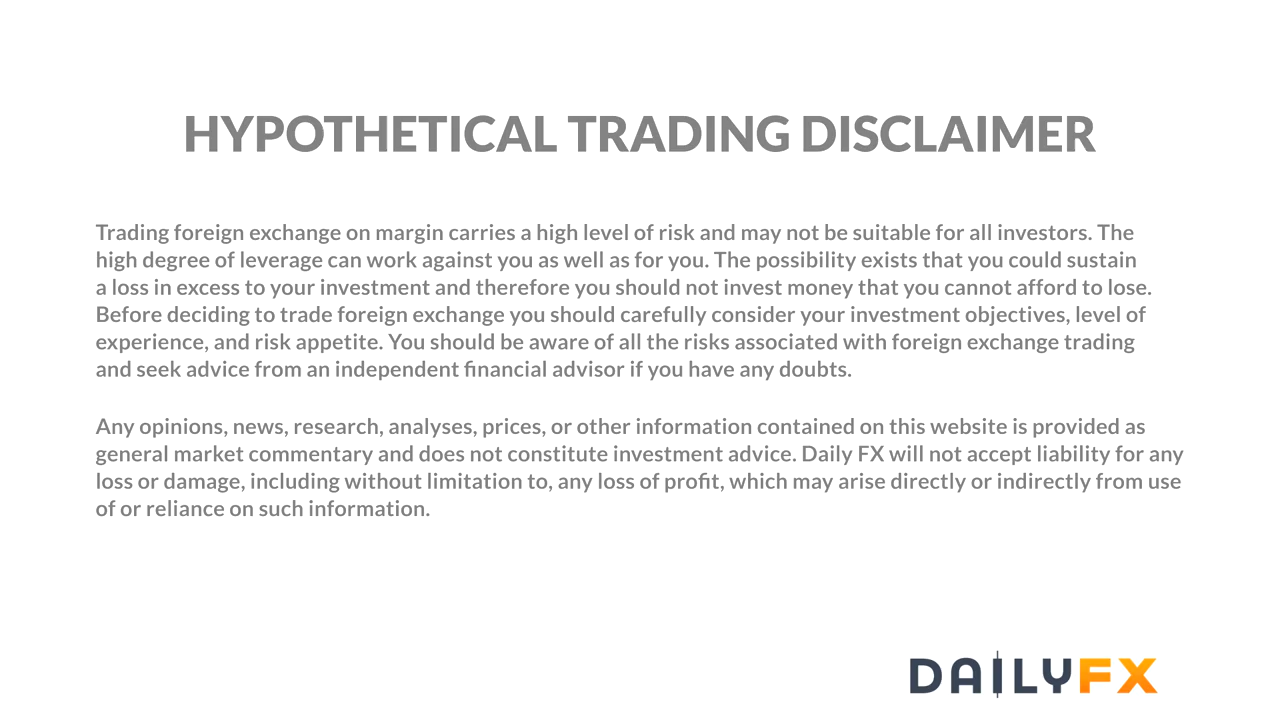 HYPOTHETICAL TRADING DISCLAIMER
Trading foreign exchange on margin carries a high level of risk and may not be suitable for all investors. The
high degree of leverage can work against you as well as for you. The possibility exists that you could sustain
a loss in excess to your investment and therefore you should not invest money that you cannot afford to lose.
Before deciding to trade foreign exchange you should carefully consider your investment objectives, level of
experience, and risk appetite. You should be aware of all the risks associated with foreign exchange trading
and seek advice from an independent financial advisor if you have any doubts.
Any opinions, news, research, analyses, prices, or other information contained on this website is provided as
general market commentary and does not constitute investment advice. Daily FX will not accept liability for any
loss or damage, including without limitation to, any loss of profit, which may arise directly or indirectly from use
of or reliance on such information.
DAILYFX